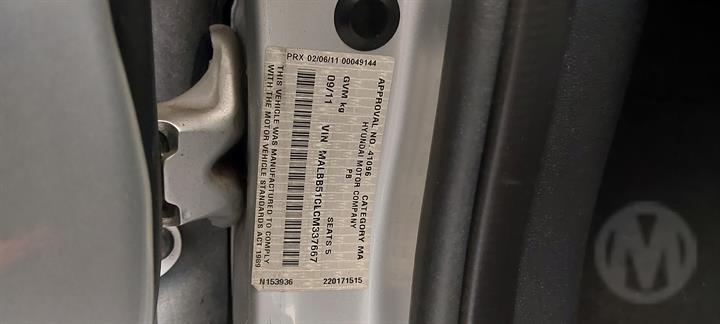 PRX 02/06/11 00049144
APPROVAL NO. 41096 CATEGORY MA
HYUNDAI MOTOR COMPANY
PB
GVM kg SEATS 5
09/11 VIN MALBB51CLCM337667
THIS VEHICLE WAS MANUFACTURED TO COMPLY
WITH THE MOTOR VEHICLE STANDARDS ACT 1989
N153936 220171515
M